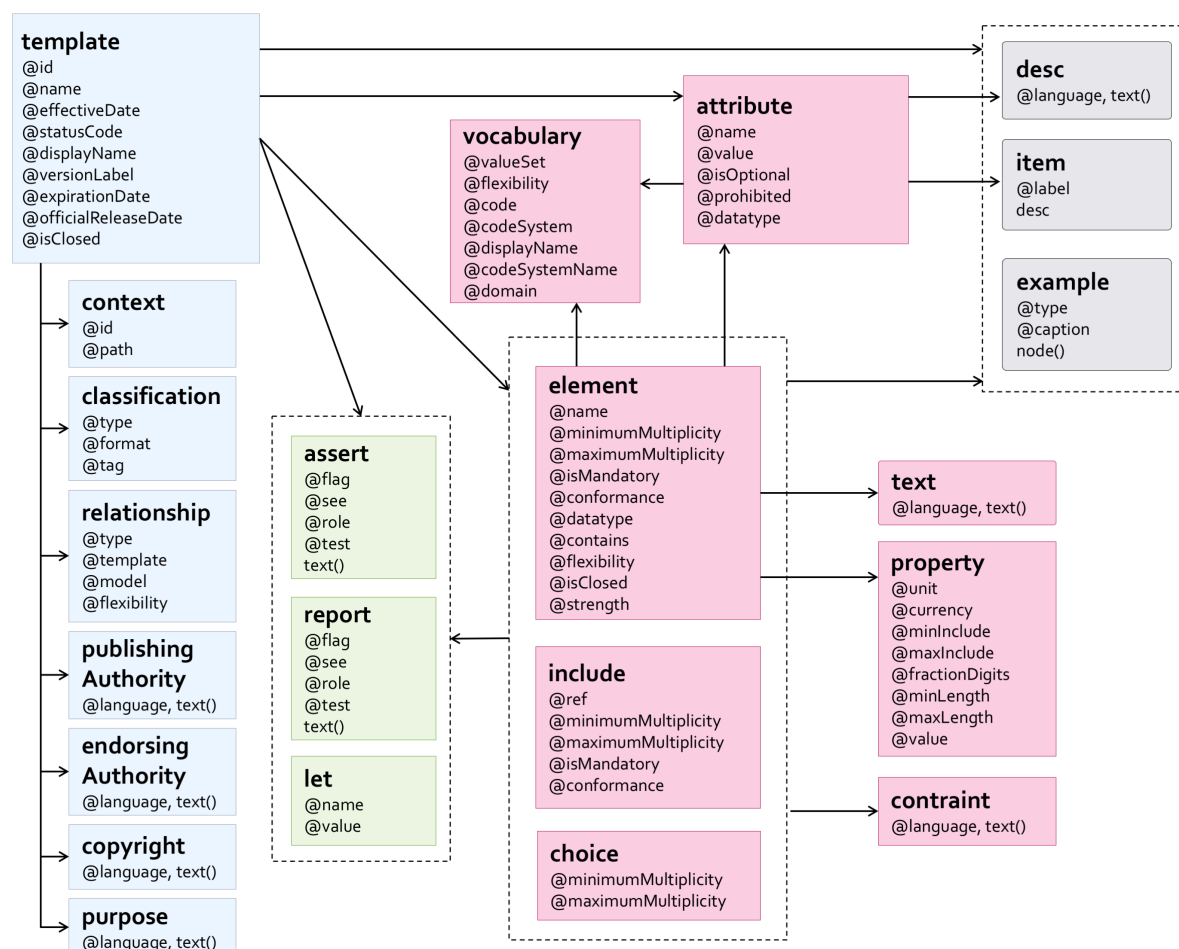 template
@id
@name
@effectiveDate
@statusCode
@displayName
@versionLabel
@expirationDate
@officialReleaseDate
@isClosed
context
@id
@path
classification
@type
@format
@tag
relationship
@type
@template
@model
@flexibility
publishing
Authority
@language, text()
endorsing
Authority
@language, text()
copyright
@language, text()
purpose
@language, text()
assert
@flag
@see
@role
@test
text()
report
@flag
@see
@role
@test
text()
let
@name
@value
vocabulary
@valueSet
@flexibility
@code
@codeSystem
@displayName
@codeSystemName
@domain
attribute
@name
@value
@isOptional
@prohibited
@datatype
element
@name
@minimumMultiplicity
@maximumMultiplicity
@isMandatory
@conformance
@datatype
@contains
@flexibility
@isClosed
@strength
include
@ref
@minimumMultiplicity
@maximumMultiplicity
@isMandatory
@conformance
choice
@minimumMultiplicity
@maximumMultiplicity
desc
@language, text()
item
@label
desc
example
@type
@caption
node()
text
@language, text()
property
@unit
@currency
@minInclude
@maxInclude
@fractionDigits
@minLength
@maxLength
@value
contraint
@language, text()